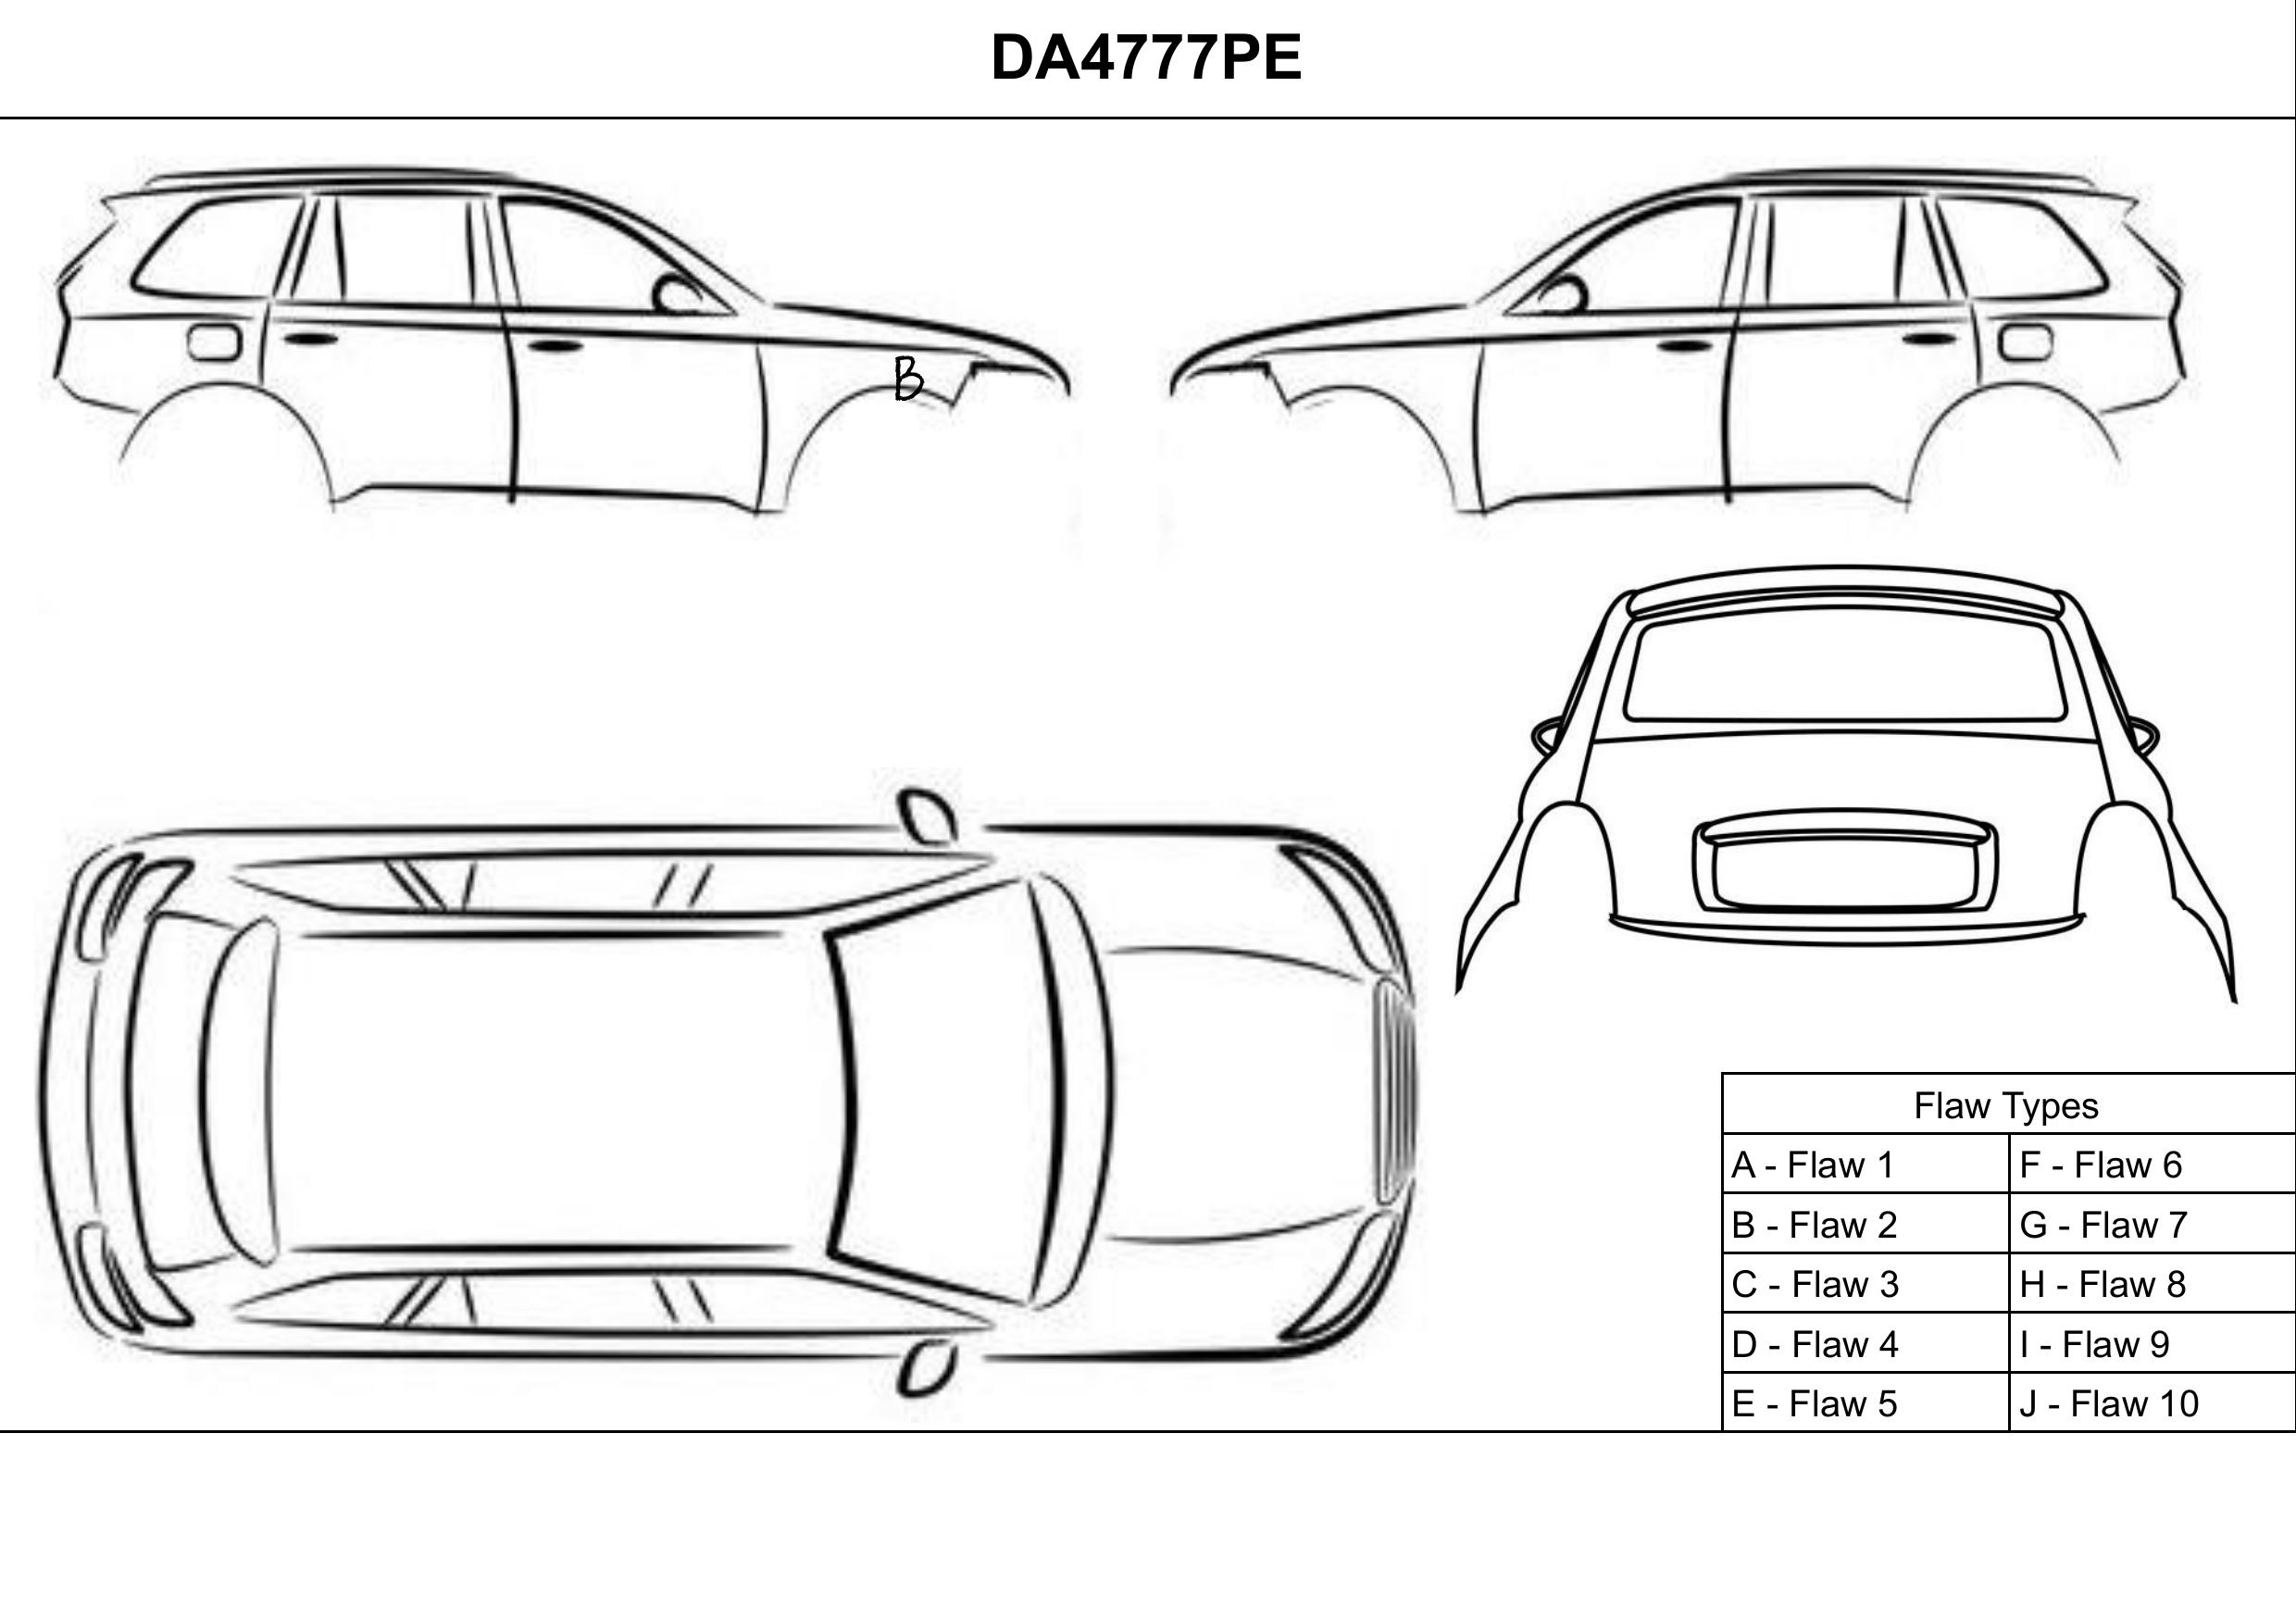 DA4777PE
B
Flaw Types
A - Flaw 1
F - Flaw 6
B - Flaw 2
G - Flaw 7
C - Flaw 3
H - Flaw 8
D - Flaw 4
I - Flaw 9
E - Flaw 5
J - Flaw 10